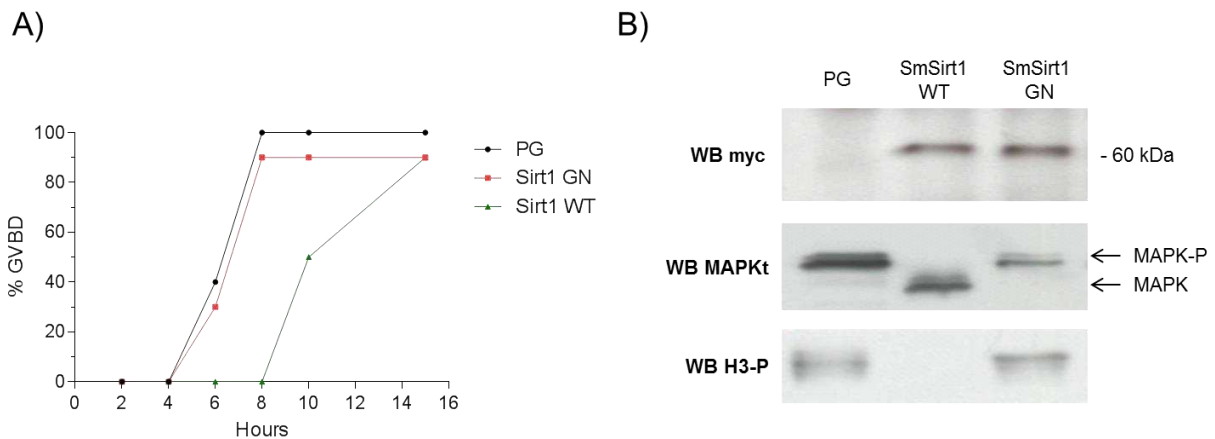 A)
% GVBD
100
80
60
40
20
0
0 2 4 6 8 10 12 14 16
Hours
PG
Sirt1 GN
Sirt1 WT
B)
PG
SmSirt1
WT
SmSirt1
GN
WB myc
- 60 kDa
WB MAPKt
MAPK-P
MAPK
WB H3-P